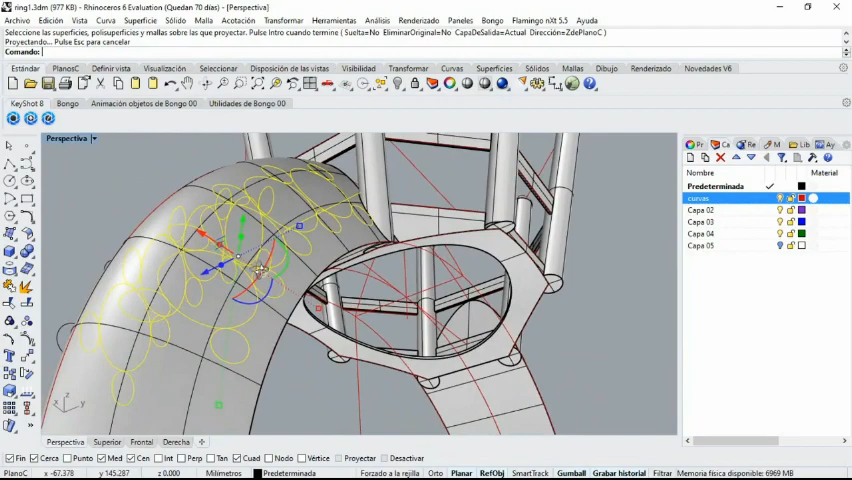 ring1.3dm (977 KB) - Rhinoceros 6 Evaluation (Quedan 70 días) - [Perspectiva]
Archivo Edición Vista Curva Superficie Sólido Malla Acotación Transformar Herramientas Análisis Renderizado Paneles Bongo Flamingo nXt 5.5 Ayuda
Seleccione las superficies, polisuperficies y mallas sobre las que proyectar. Pulse Intro cuando termine ( Suelta=No EliminarOriginal=No CapaDeSalida=Actual Dirección=ZdePlanoC )
Proyectando... Pulse Esc para cancelar
Comando:
Estándar PlanosC Definir vista Visualización Seleccionar Disposición de las vistas Visibilidad Transformar Curvas Superficies Sólidos Mallas Renderizado Dibujo Novedades V6
KeyShot 8 Bongo Animación objetos de Bongo 00 Utilidades de Bongo 00
Perspectiva
Pr Ca Re M Lib Ay
Nombre Material
Predeterminada
curvas
Capa 02
Capa 03
Capa 04
Capa 05
z
x y
Perspectiva Superior Frontal Derecha
Fin Cerca Punto Med Cen Int Perp Tan Cuad Nodo Vértice Proyectar Desactivar
PlanoC x -67.378 y 145.287 z 0.000 Milímetros Predeterminada Forzado a la rejilla Orto Planar RefObj SmartTrack Gumball Grabar historial Filtrar Memoria física disponible: 6969 MB